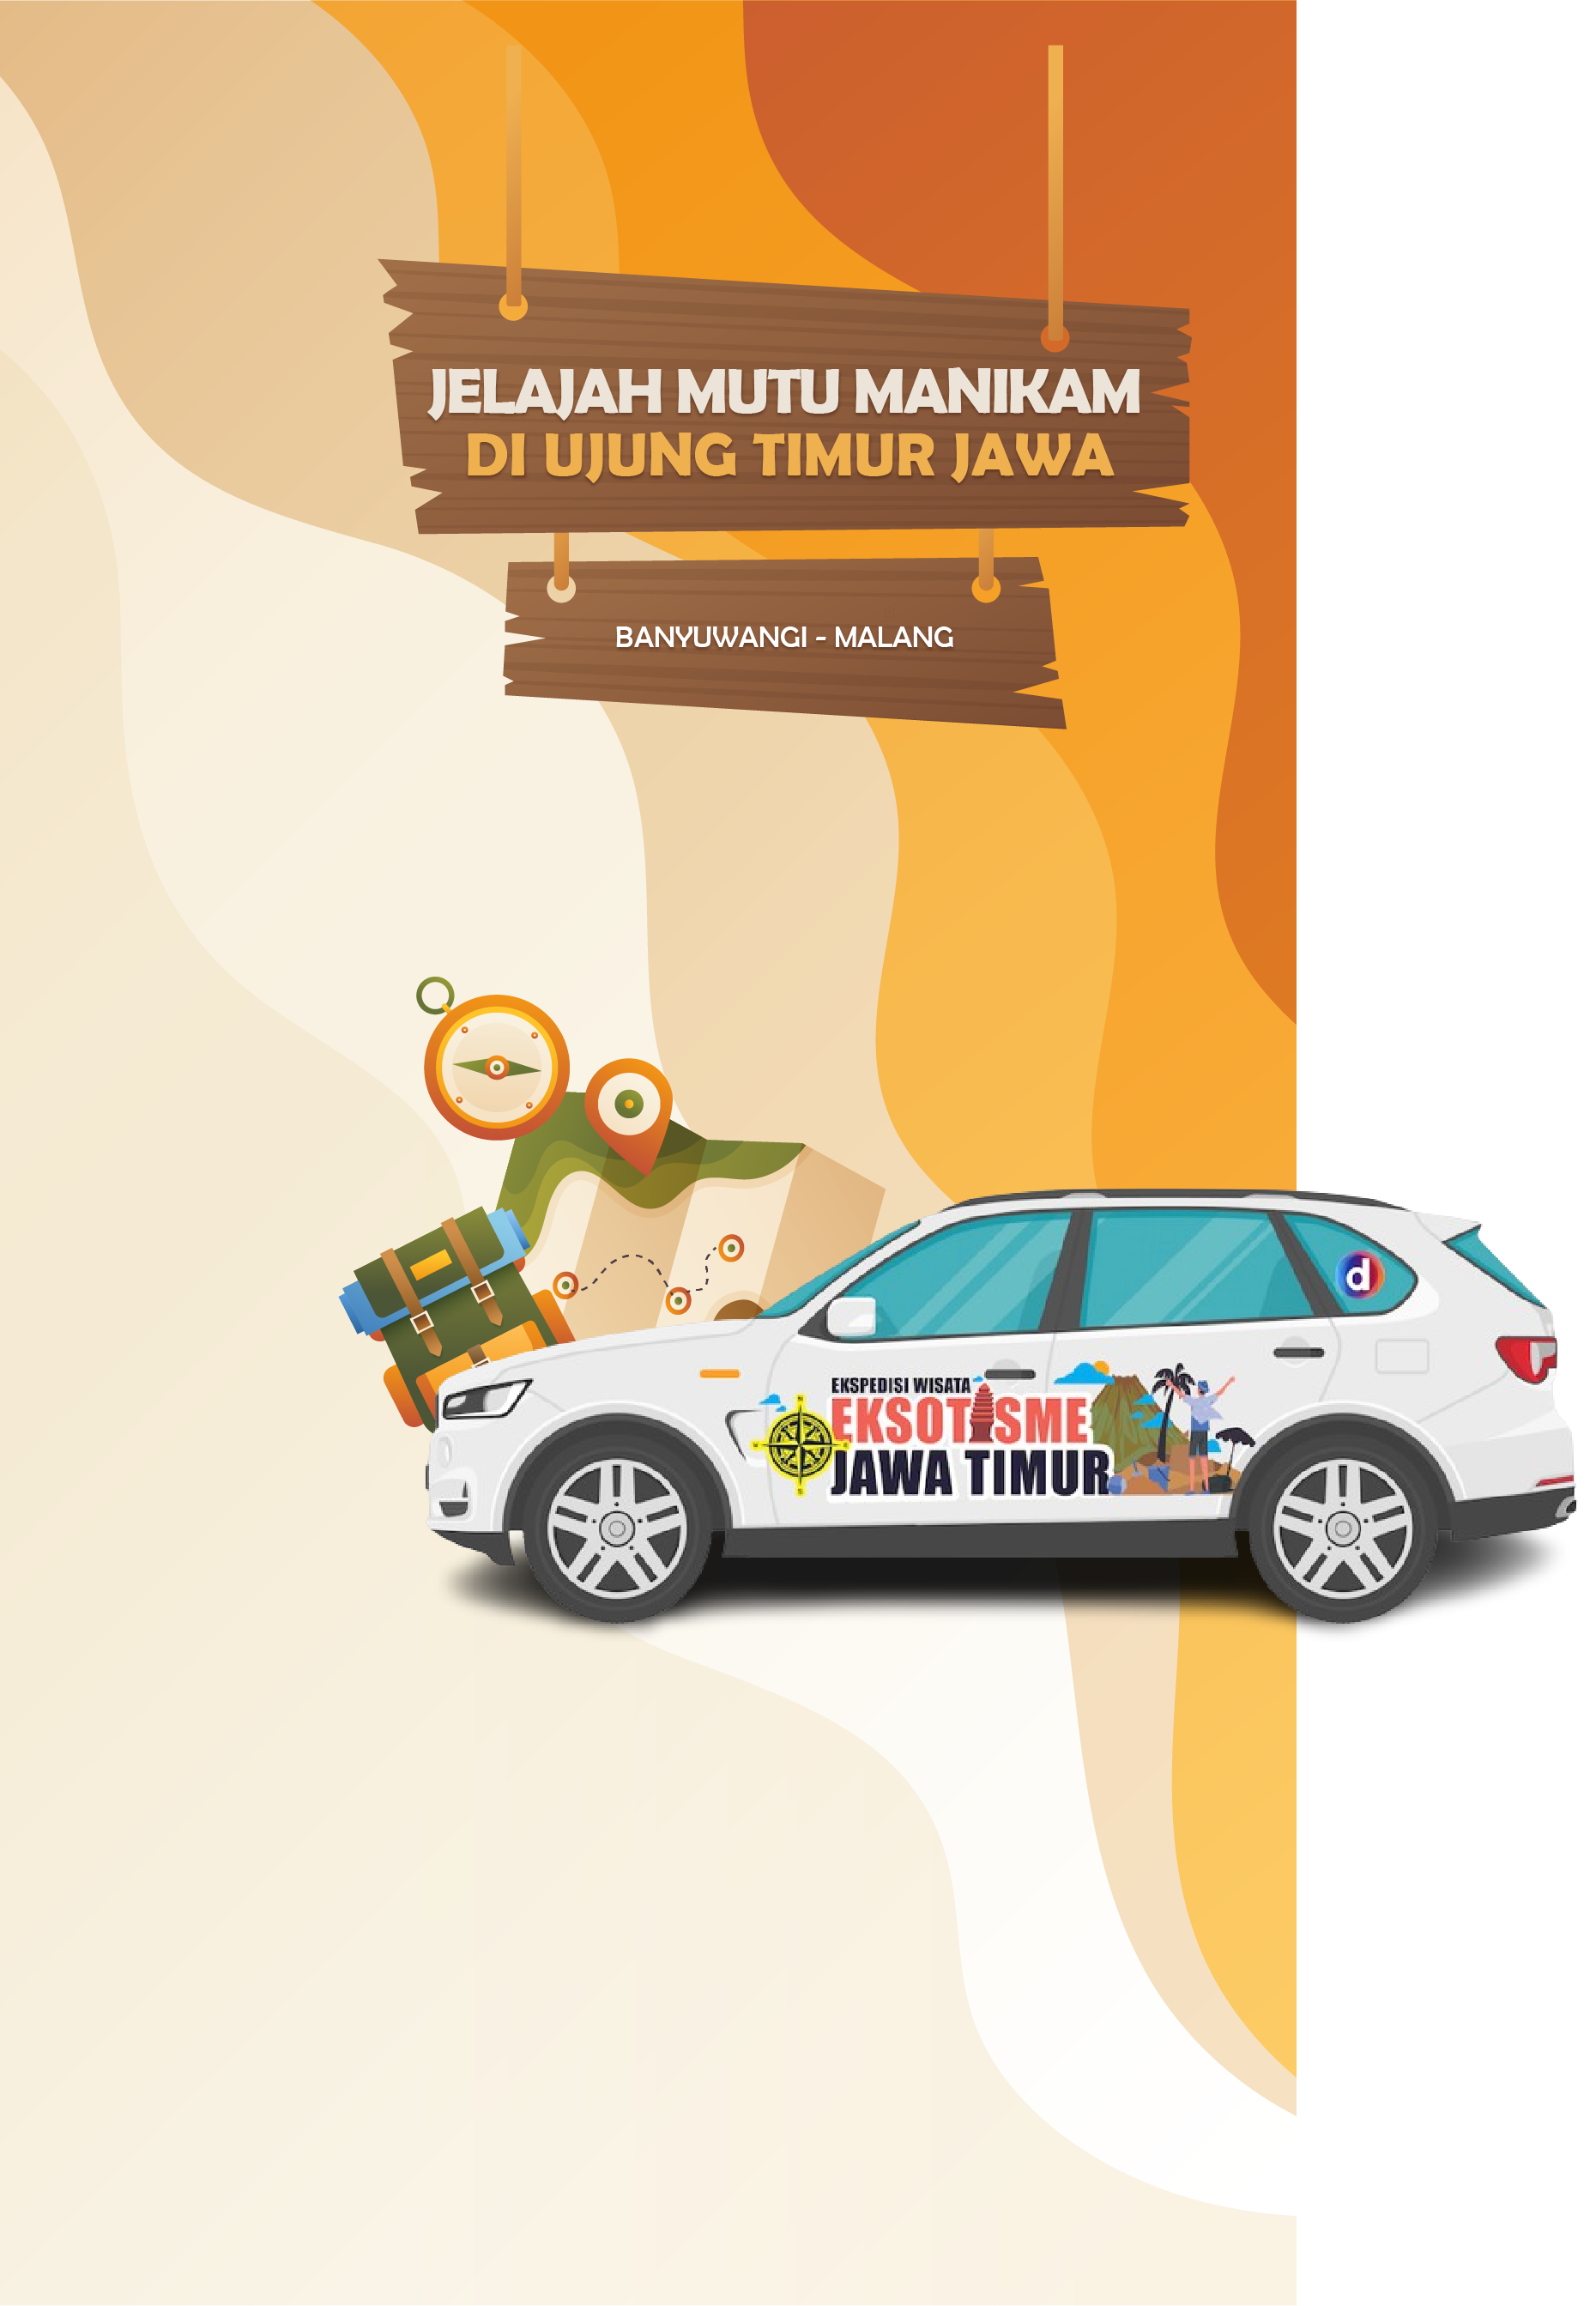 JELAJAH MUTU MANIKAM
DI UJUNG TIMUR JAWA
BANYUWANGI - MALANG
d
EKSPEDISI WISATA
EKSOTISME
JAWA TIMUR